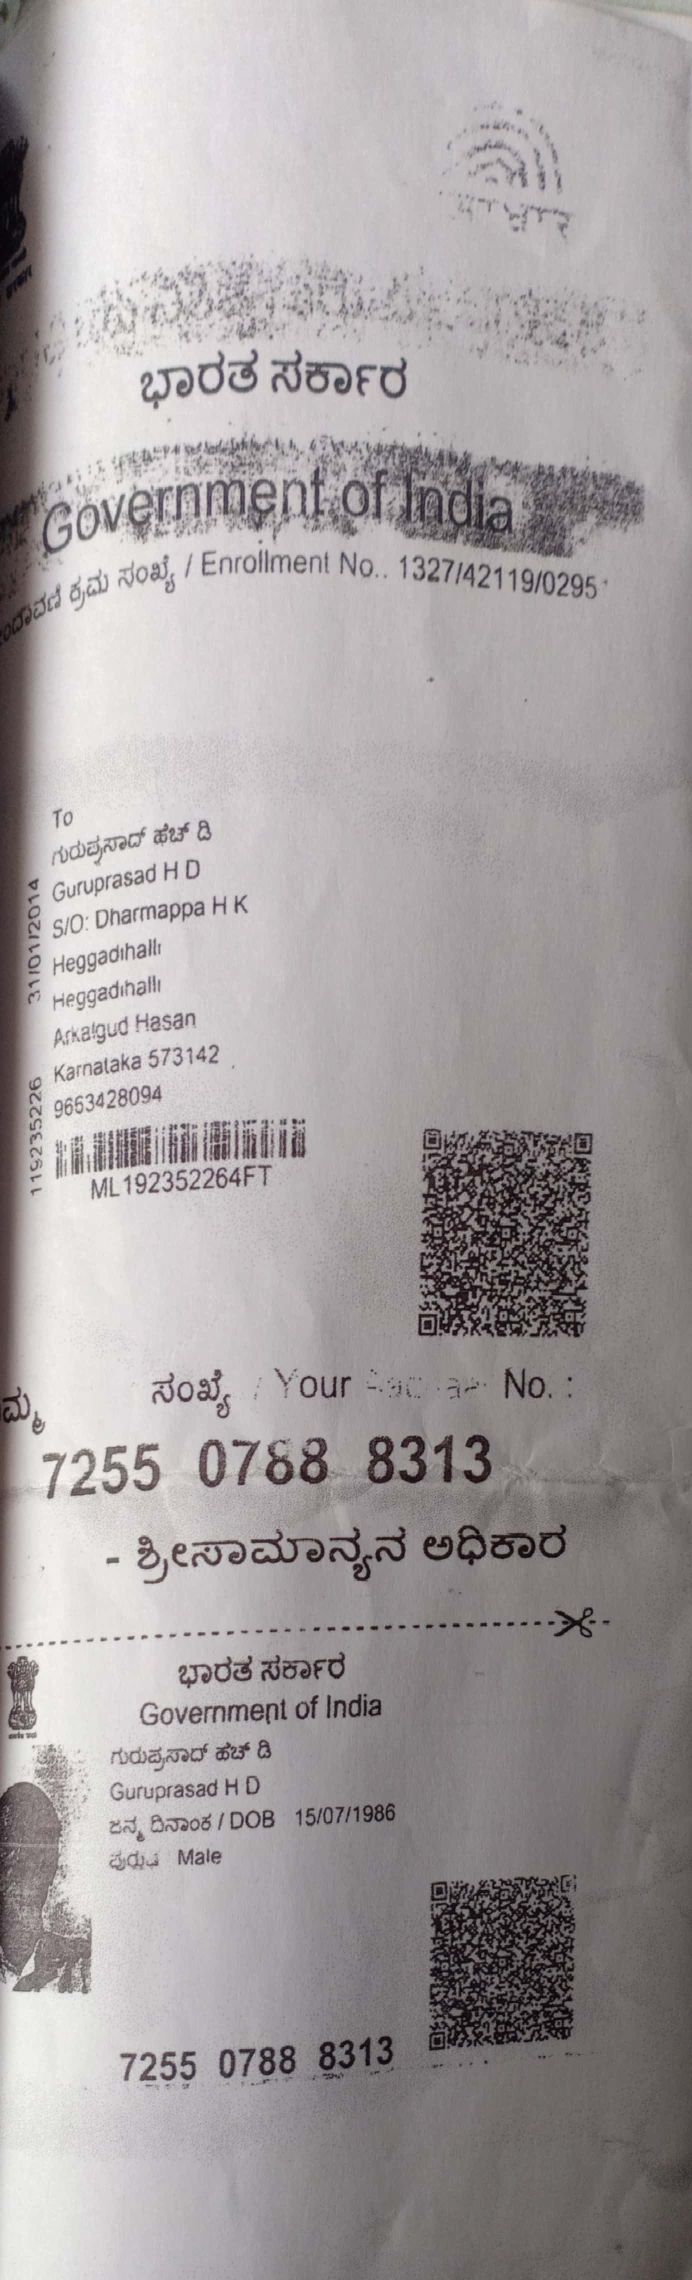 ಭಾರತ ಸರ್ಕಾರ
Government of India
ಕ್ರಮ ಸಂಖ್ಯೆ / Enrollment No.. 1327/42119/0295
To
ಗುರುಪ್ರಸಾದ್ ಹೆಚ್ ಡಿ
Guruprasad H D
S/O: Dharmappa H K
Heggadihalli
Heggadihalli
Arkalgud Hasan
Karnataka 573142
9653428094
31/01/2014
119235226
ML192352264FT
ಸಂಖ್ಯೆ / Your No. :
7255 0788 8313
- ಶ್ರೀಸಾಮಾನ್ಯನ ಅಧಿಕಾರ
ಭಾರತ ಸರ್ಕಾರ
Government of India
ಗುರುಪ್ರಸಾದ್ ಹೆಚ್ ಡಿ
Guruprasad H D
ಜನ್ಮ ದಿನಾಂಕ / DOB 15/07/1986
Male
7255 0788 8313